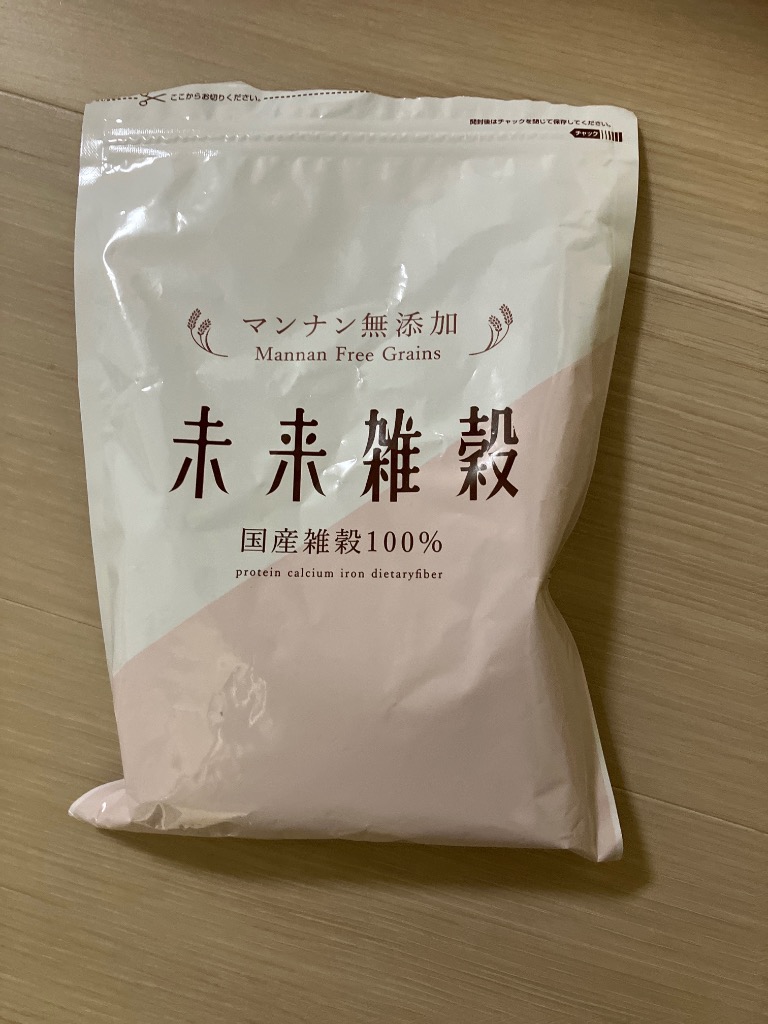 ここからお切りください。
開封後はチャックを閉じて保存してください。
チャック
マンナン無添加
Mannan Free Grains
未来雑穀
国産雑穀100%
protein calcium iron dietaryfiber